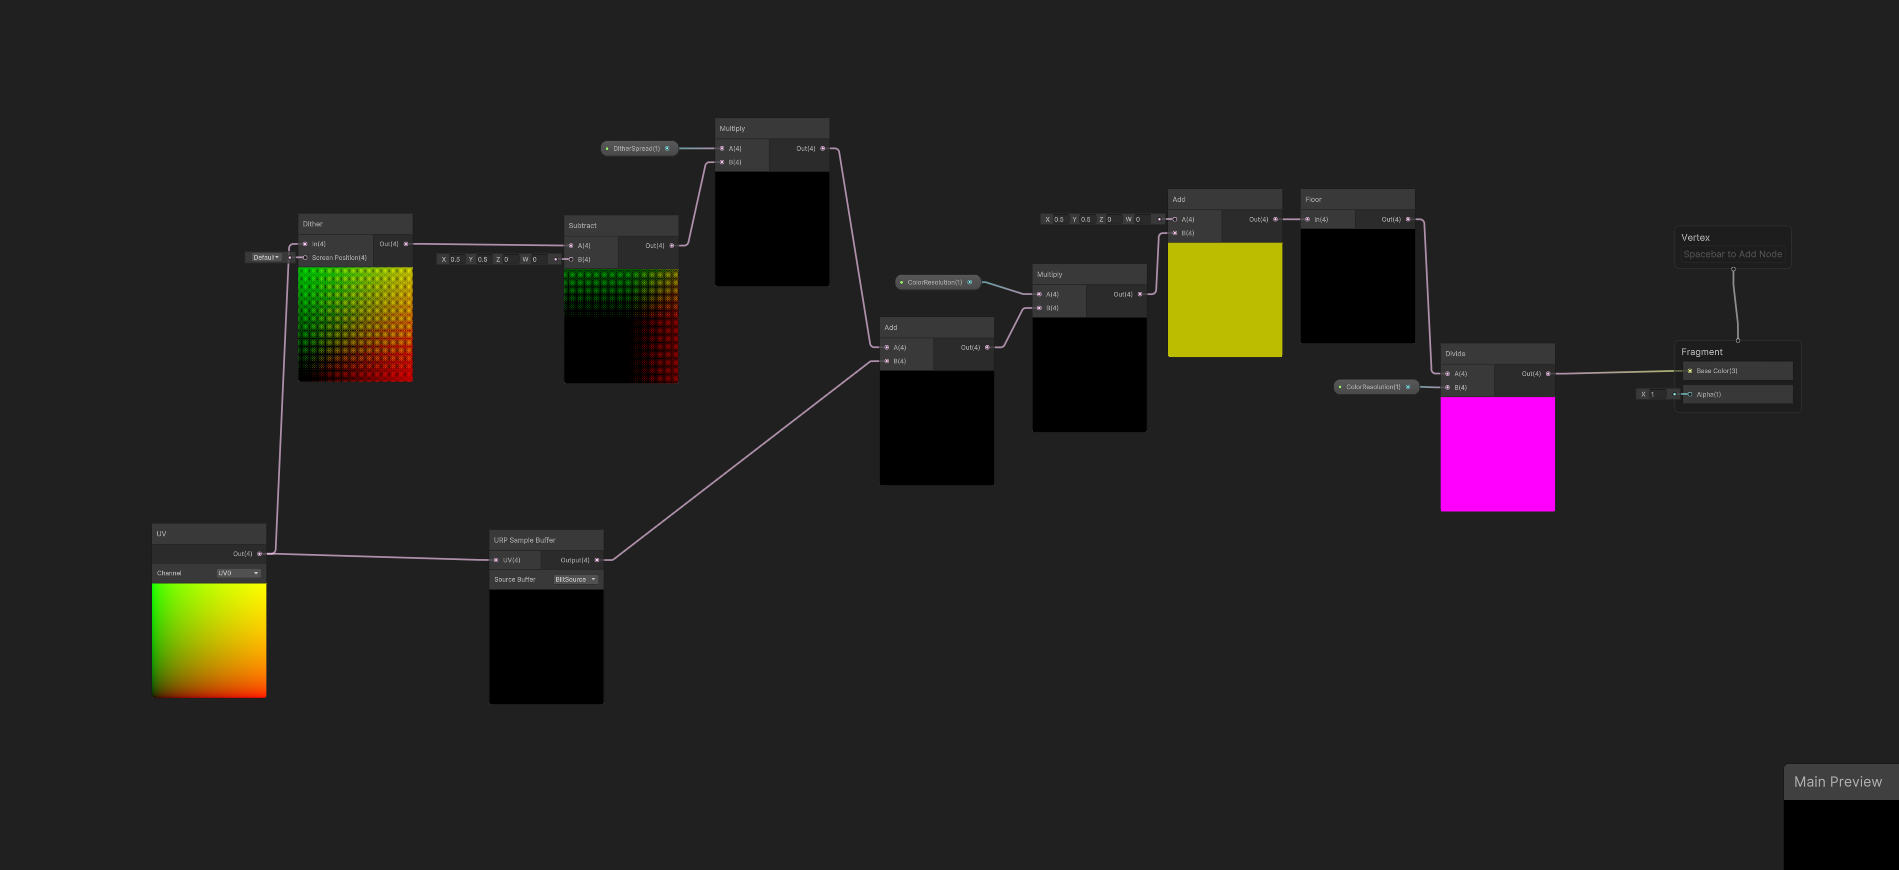 Multiply
DitherSpread(1)
A(4) Out(4)
B(4)
Dither
In(4) Out(4)
Default Screen Position(4)
Subtract
A(4) Out(4)
X 0.5 Y 0.5 Z 0 W 0 B(4)
Add
X 0.5 Y 0.5 Z 0 W 0 A(4) Out(4)
B(4)
Floor
In(4) Out(4)
Multiply
ColorResolution(1)
A(4) Out(4)
B(4)
Add
A(4) Out(4)
B(4)
Divide
A(4) Out(4)
ColorResolution(1) B(4)
Vertex
Spacebar to Add Node
Fragment
Base Color(3)
X 1 Alpha(1)
UV
Out(4)
Channel UV0
URP Sample Buffer
UV(4) Output(4)
Source Buffer BlitSource
Main Preview